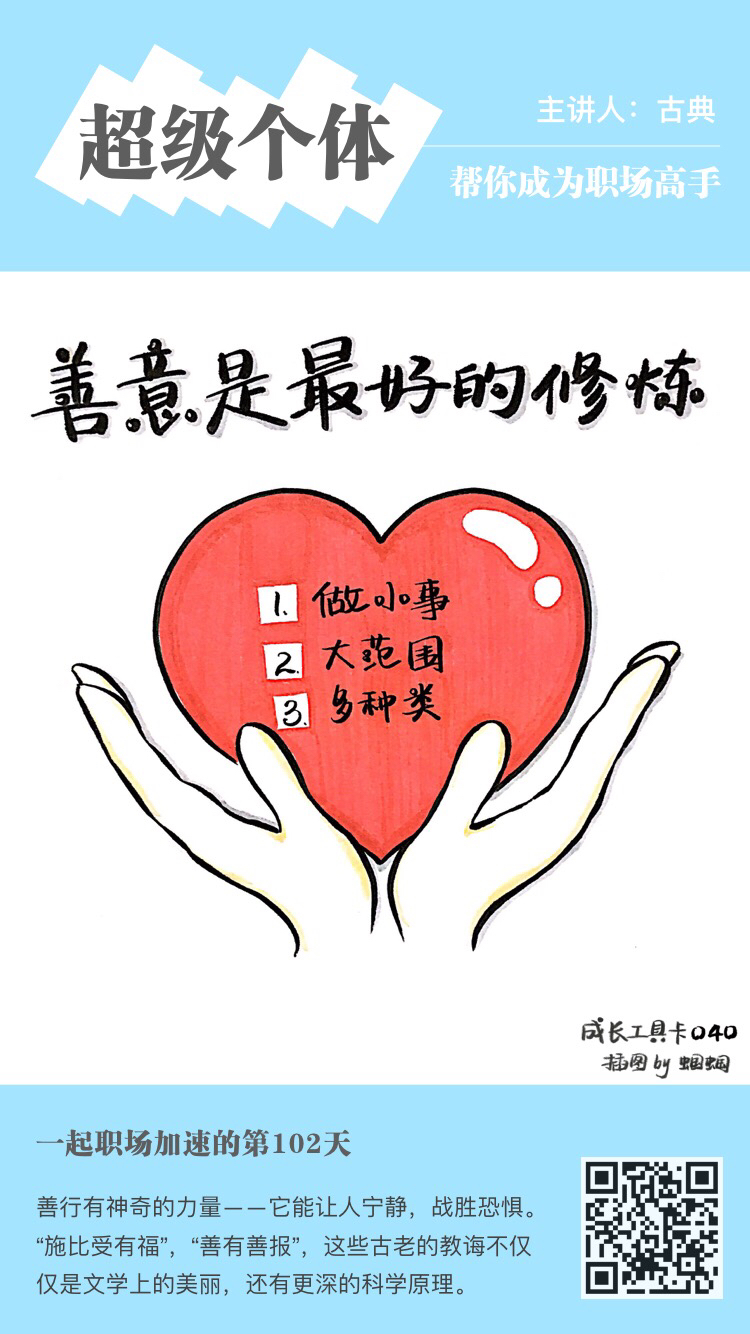 超级个体
主讲人：古典
帮你成为职场高手
善意是最好的修炼
1. 做小事
2. 大范围
3. 多种类
成长工具卡040
插图by 蝈蝈
一起职场加速的第102天
善行有神奇的力量——它能让人宁静，战胜恐惧。
“施比受有福”，“善有善报”，这些古老的教诲不仅
仅是文学上的美丽，还有更深的科学原理。